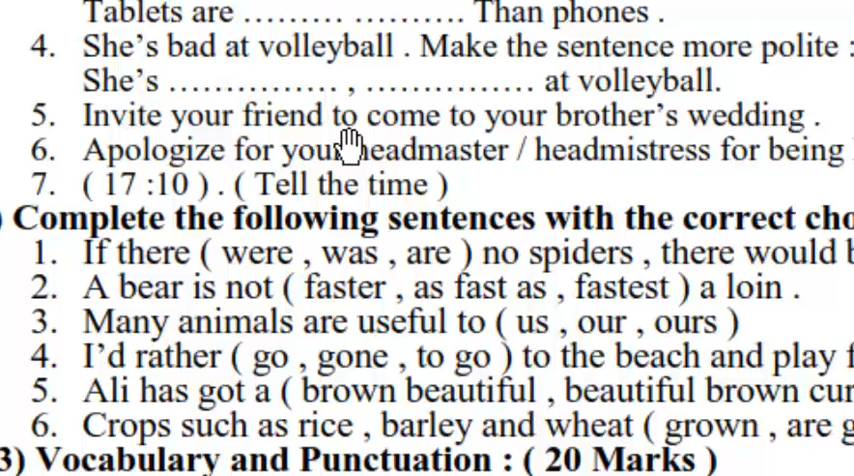 Tablets are ……… ………. Than phones .
4. She’s bad at volleyball . Make the sentence more polite :
She’s …………… , …………… at volleyball.
5. Invite your friend to come to your brother’s wedding .
6. Apologize for your headmaster / headmistress for being
7. ( 17 :10 ) . ( Tell the time )
) Complete the following sentences with the correct cho
1. If there ( were , was , are ) no spiders , there would b
2. A bear is not ( faster , as fast as , fastest ) a loin .
3. Many animals are useful to ( us , our , ours )
4. I’d rather ( go , gone , to go ) to the beach and play f
5. Ali has got a ( brown beautiful , beautiful brown cur
6. Crops such as rice , barley and wheat ( grown , are g
3) Vocabulary and Punctuation : ( 20 Marks )